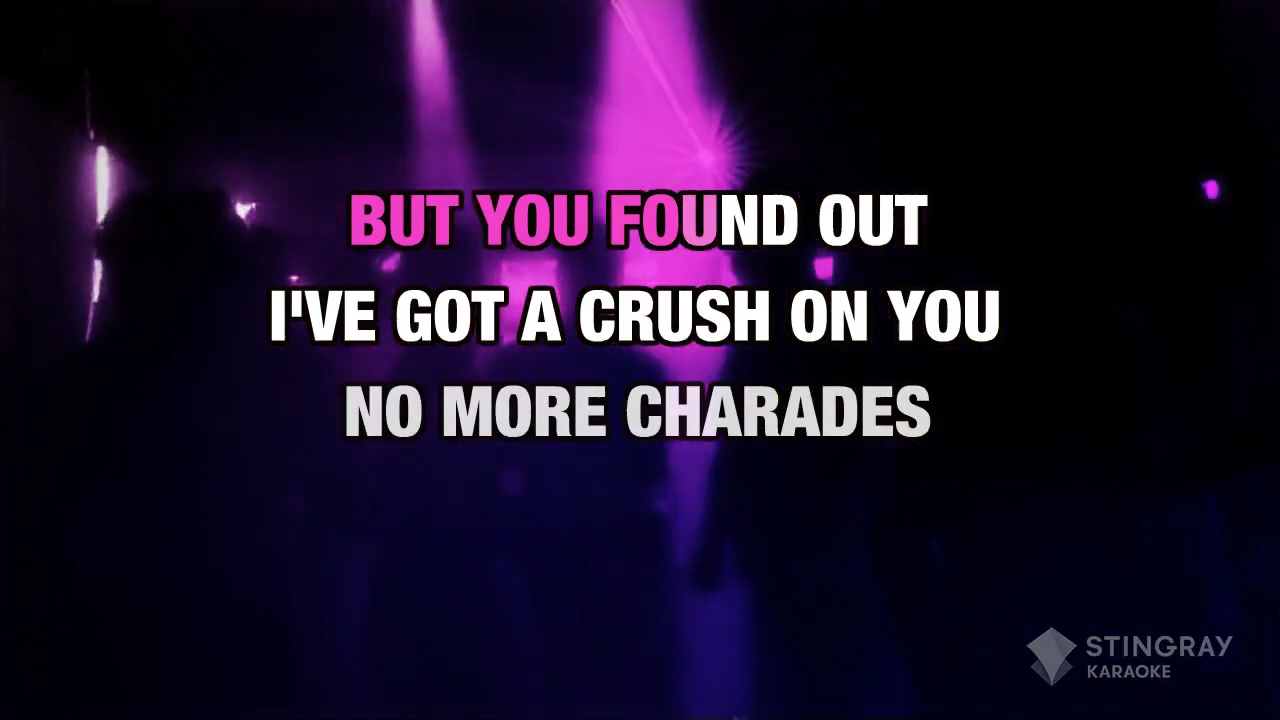 BUT YOU FOUND OUT
I'VE GOT A CRUSH ON YOU
NO MORE CHARADES
STINGRAY
KARAOKE